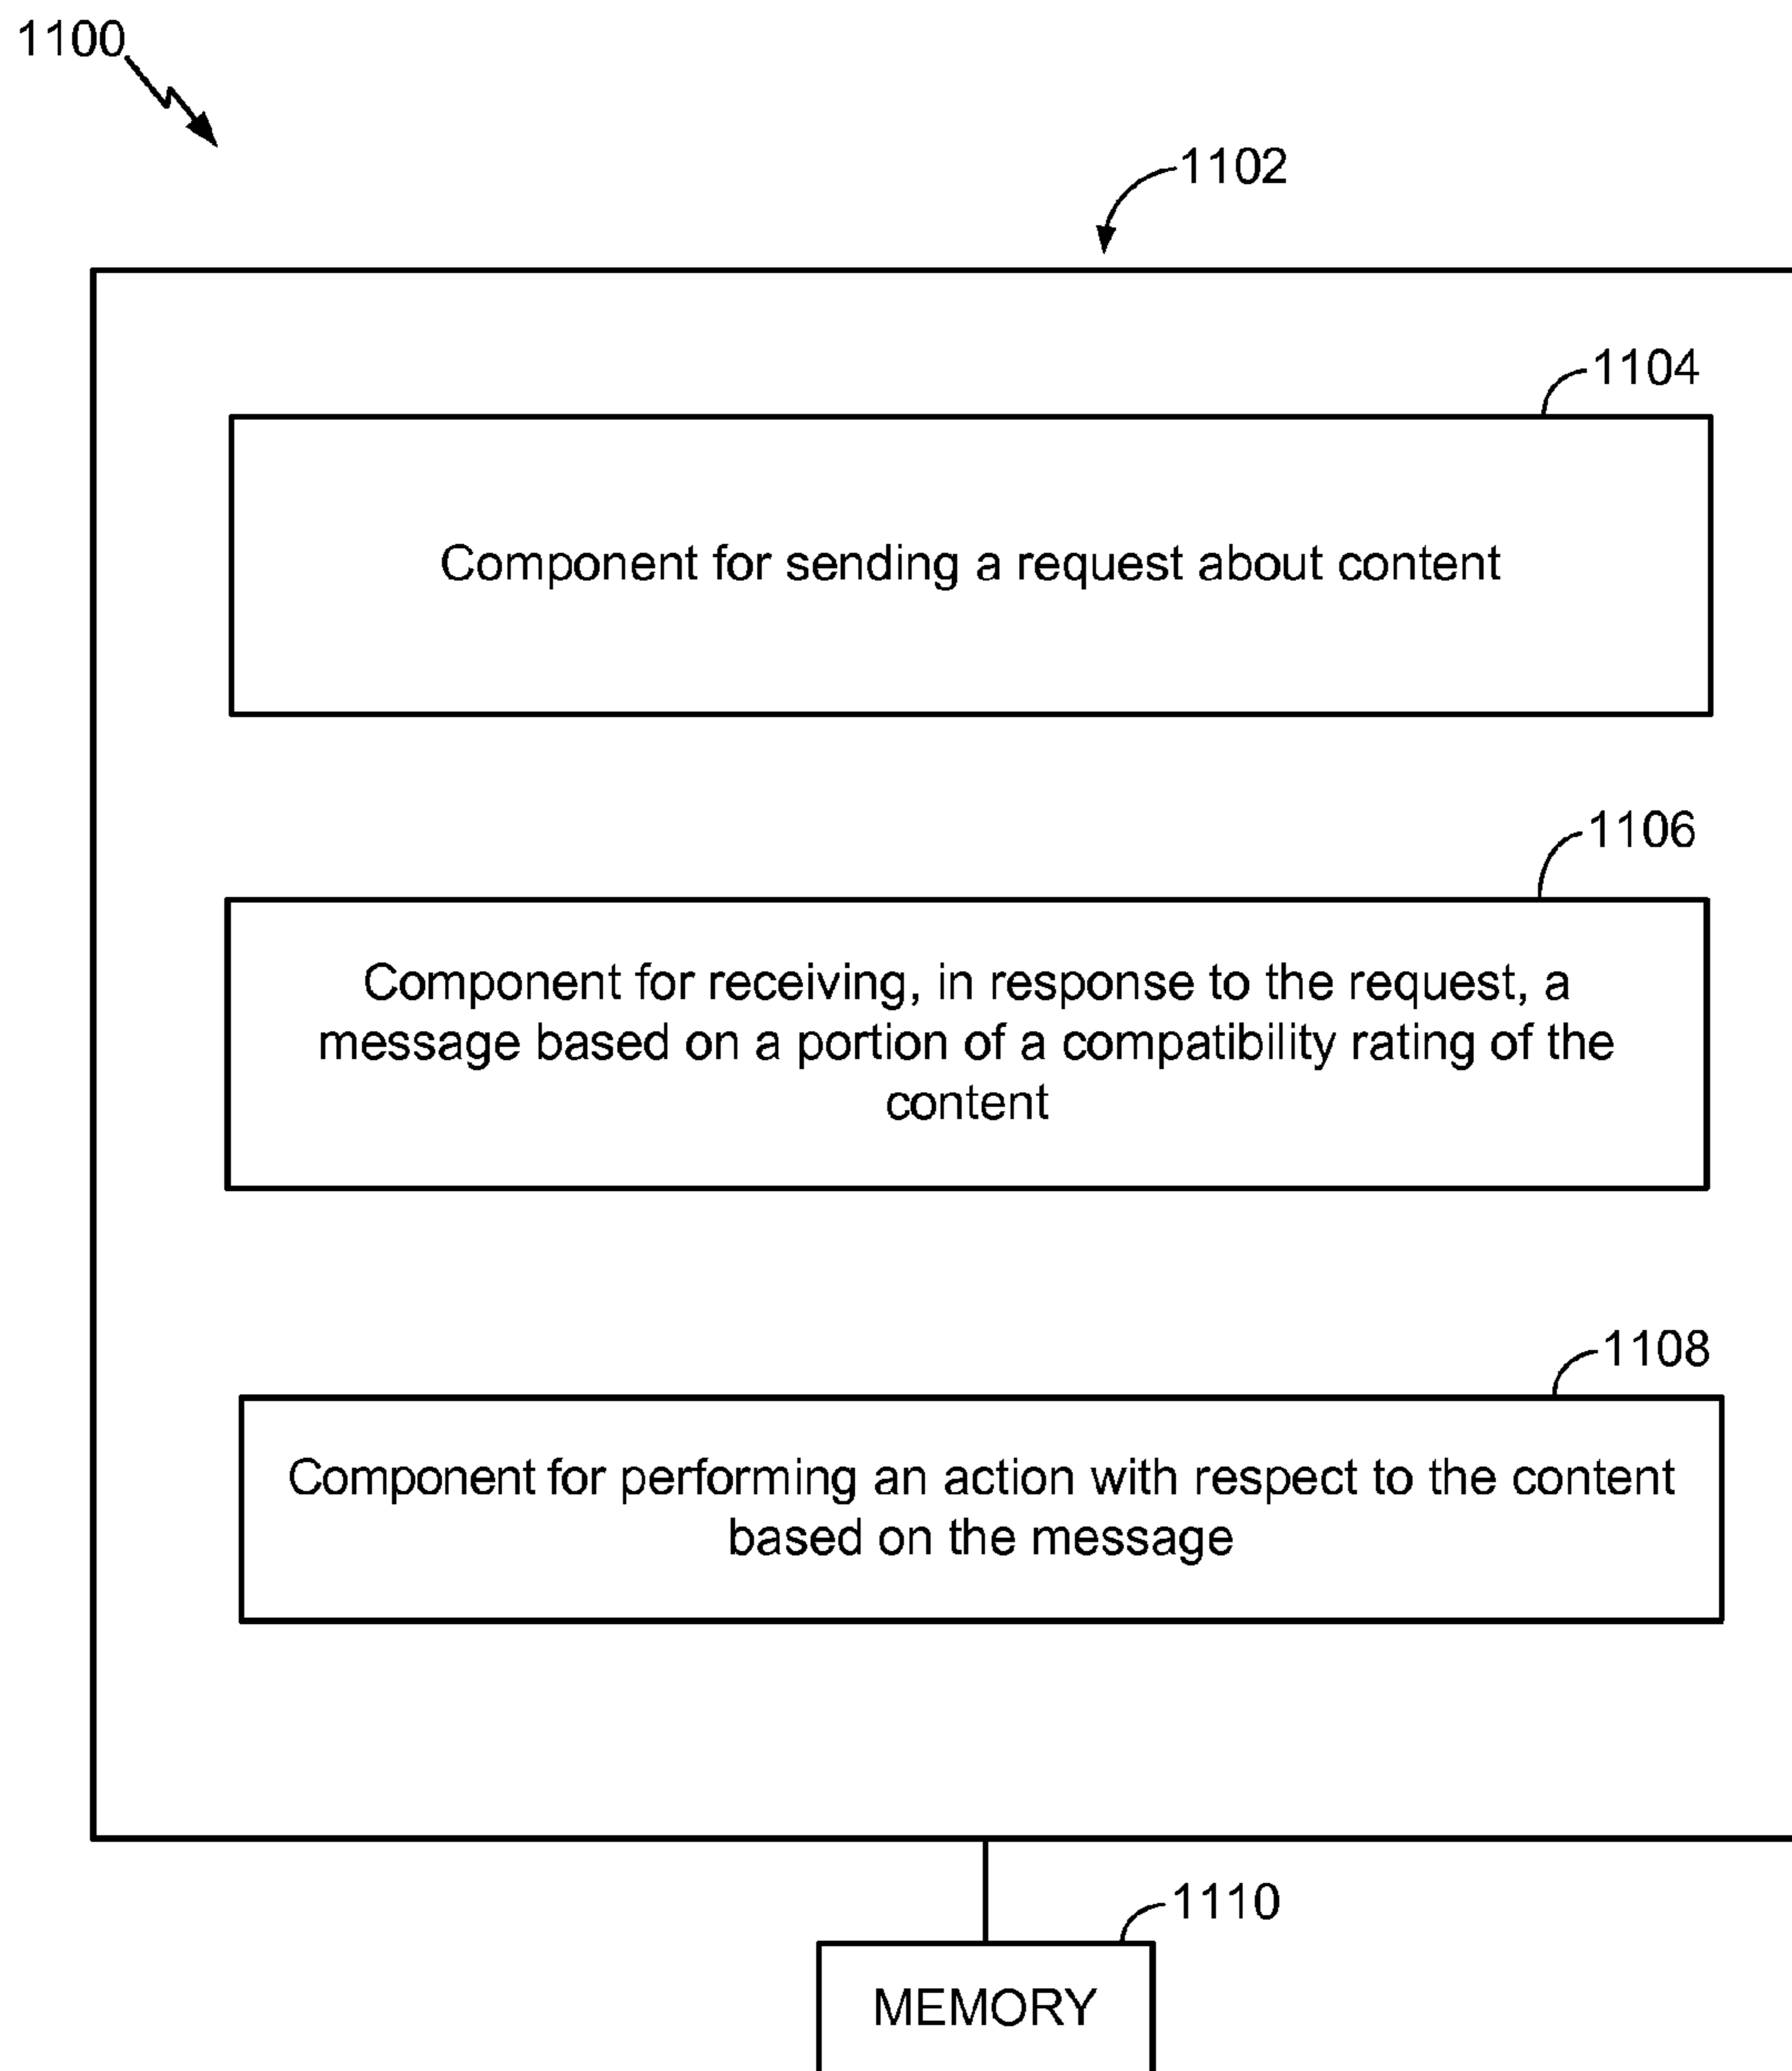 1100
1102
1104
Component for sending a request about content
1106
Component for receiving, in response to the request, a
message based on a portion of a compatibility rating of the
content
1108
Component for performing an action with respect to the content
based on the message
1110
MEMORY